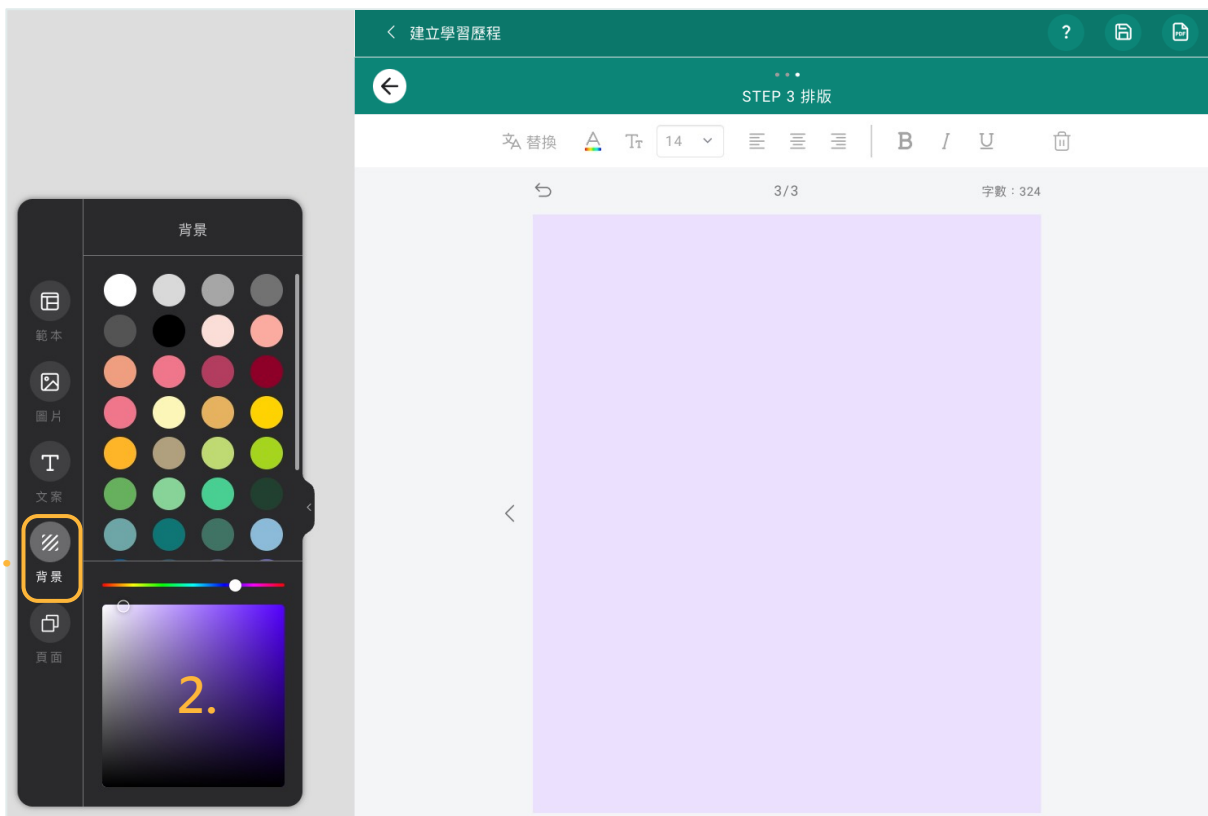 建立學習歷程
?
PDF
STEP 3 排版
替換
14
B I U
3/3
字數：324
背景
範本
圖片
T
文案
背景
頁面
2.